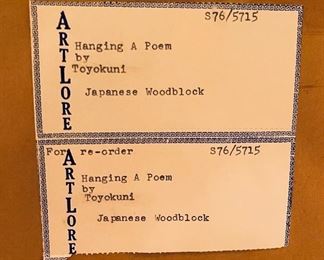 ARTLORE
S76/5715
Hanging A Poem
by
Toyokuni
Japanese Woodblock
ARTLORE
For re-order S76/5715
Hanging A Poem
by
Toyokuni
Japanese Woodblock